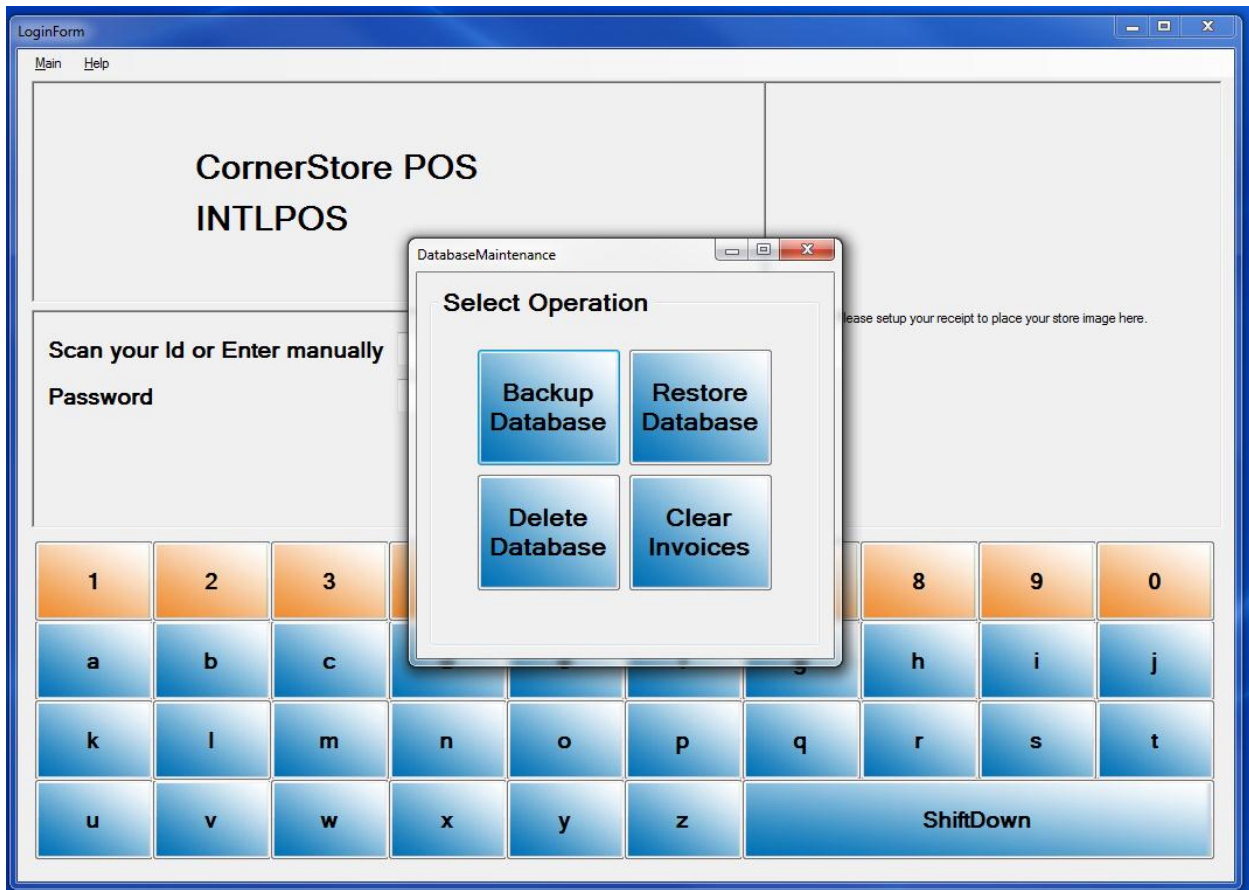 LoginForm
Main Help
CornerStore POS
INTLPOS
DatabaseMaintenance
Select Operation
Backup
Database
Restore
Database
Delete
Database
Clear
Invoices
Scan your Id or Enter manually
Password
ease setup your receipt to place your store image here.
1 2 3 8 9 0
a b c h i j
k l m n o p q r s t
u v w x y z ShiftDown